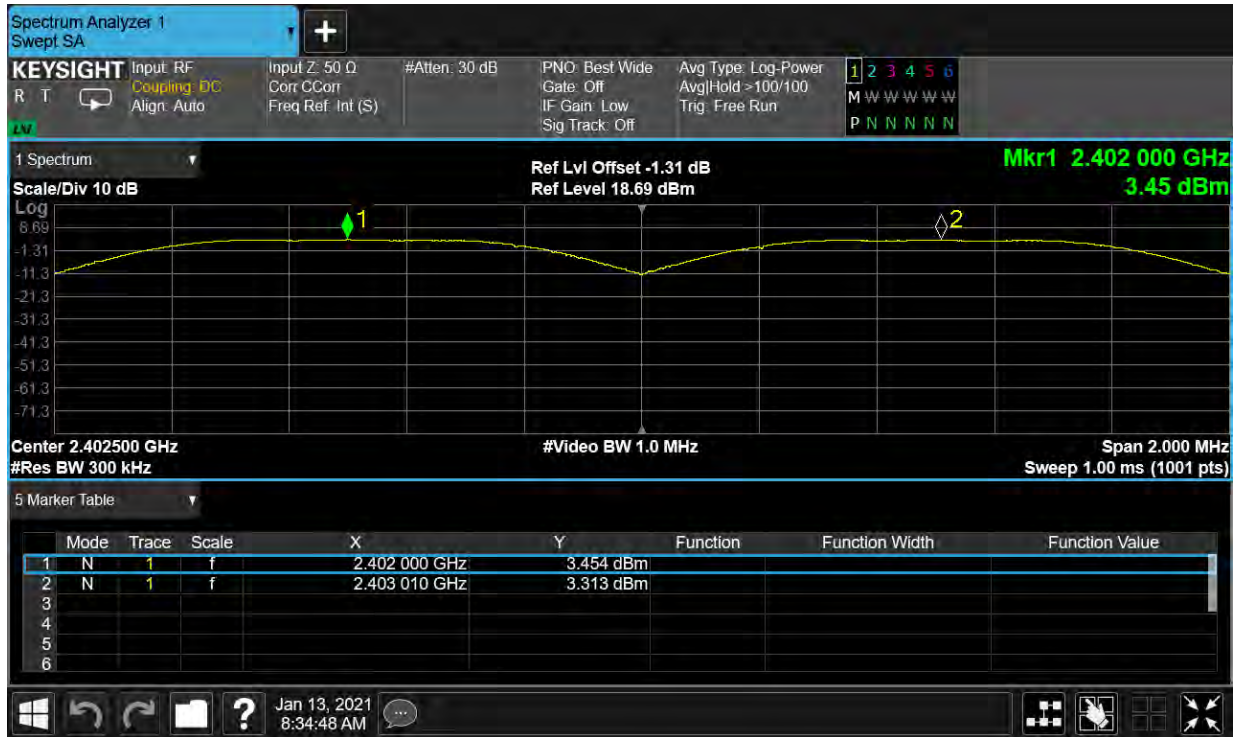 Spectrum Analyzer 1
Swept SA
KEYSIGHT Input: RF Input Z: 50 Ω #Atten: 30 dB PNO: Best Wide Avg Type: Log-Power 1 2 3 4 5 6
R T Coupling: DC Corr CCorr Gate: Off Avg|Hold >100/100 M W W W W W
Align: Auto Freq Ref: Int (S) IF Gain: Low Trig: Free Run
Sig Track: Off P N N N N N
1 Spectrum Ref Lvl Offset -1.31 dB Mkr1 2.402 000 GHz
Scale/Div 10 dB Ref Level 18.69 dBm 3.45 dBm
Log
8.69
-1.31
-11.3
-21.3
-31.3
-41.3
-51.3
-61.3
-71.3
1
2
Center 2.402500 GHz #Video BW 1.0 MHz Span 2.000 MHz
#Res BW 300 kHz Sweep 1.00 ms (1001 pts)
5 Marker Table
Mode Trace Scale X Y Function Function Width Function Value
1 N 1 f 2.402 000 GHz 3.454 dBm
2 N 1 f 2.403 010 GHz 3.313 dBm
3
4
5
6
? Jan 13, 2021
8:34:48 AM